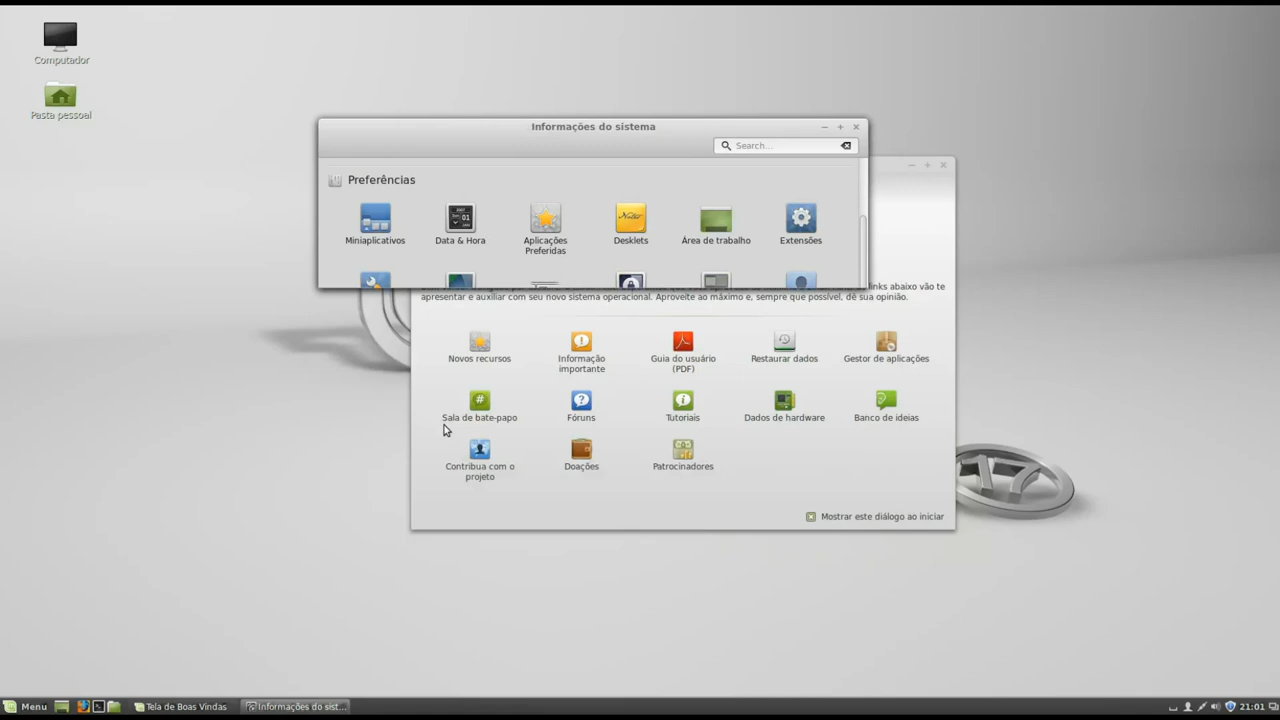 Computador
Pasta pessoal
Informações do sistema
Search...
Preferências
Miniaplicativos
Data & Hora
Aplicações
Preferidas
Desklets
Área de trabalho
Extensões
links abaixo vão te
apresentar e auxiliar com seu novo sistema operacional. Aproveite ao máximo e, sempre que possível, dê sua opinião.
Novos recursos
Informação
importante
Guia do usuário
(PDF)
Restaurar dados
Gestor de aplicações
Sala de bate-papo
Fóruns
Tutoriais
Dados de hardware
Banco de ideias
Contribua com o
projeto
Doações
Patrocinadores
17
Mostrar este diálogo ao iniciar
Menu
Tela de Boas Vindas
Informações do sist...
21:01